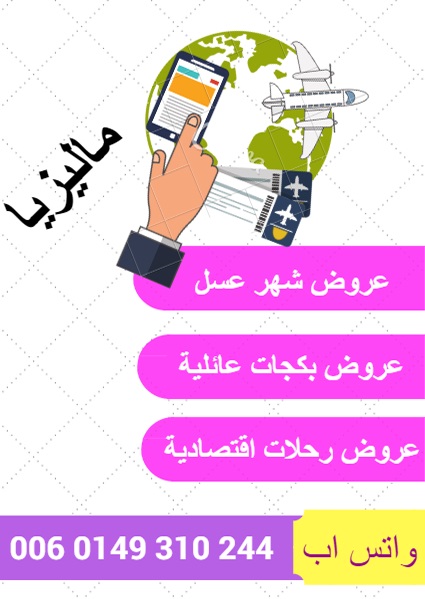 ماليزيا
عروض شهر عسل
عروض بكجات عائلية
عروض رحلات اقتصادية
واتس اب
006 0149 310 244